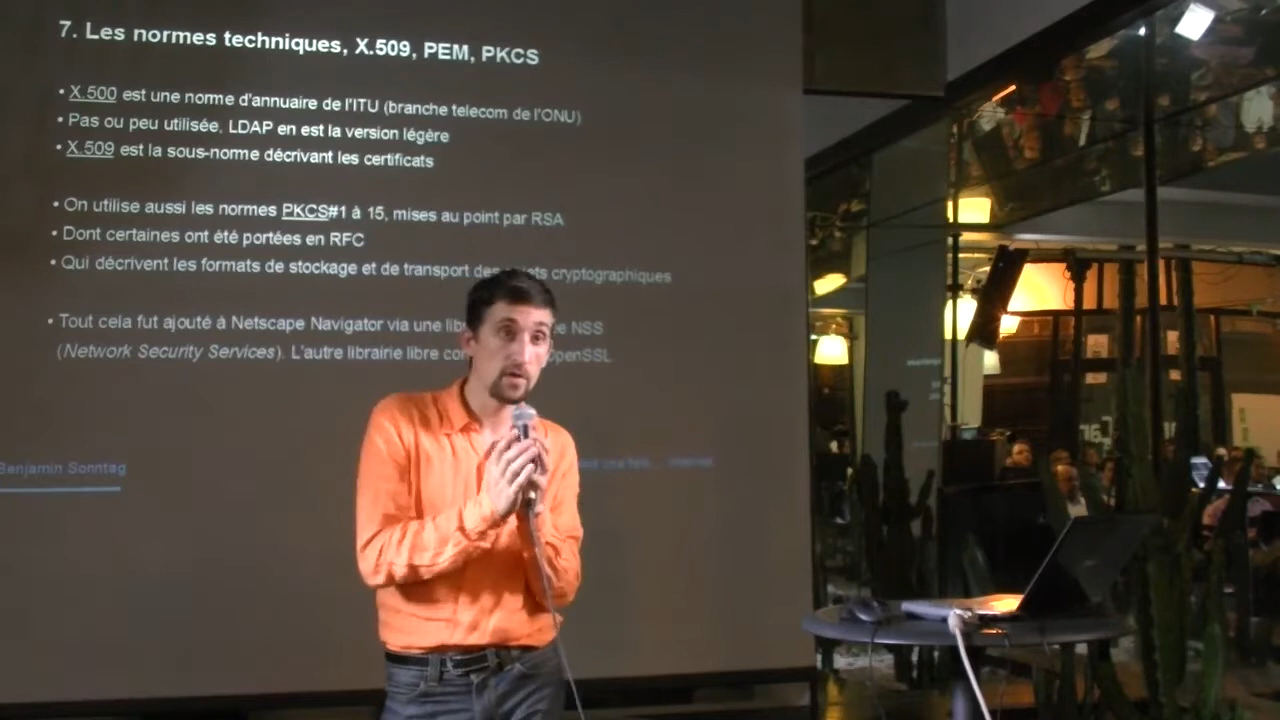 7. Les normes techniques, X.509, PEM, PKCS
• X.500 est une norme d'annuaire de l'ITU (branche telecom de l'ONU)
• Pas ou peu utilisée, LDAP en est la version légère
• X.509 est la sous-norme décrivant les certificats
• On utilise aussi les normes PKCS#1 à 15, mises au point par RSA
• Dont certaines ont été portées en RFC
• Qui décrivent les formats de stockage et de transport des cryptographiques
• Tout cela fut ajouté à Netscape Navigator via une NSS
(Network Security Services). L'autre librairie libre OpenSSL
Benjamin Sonntag